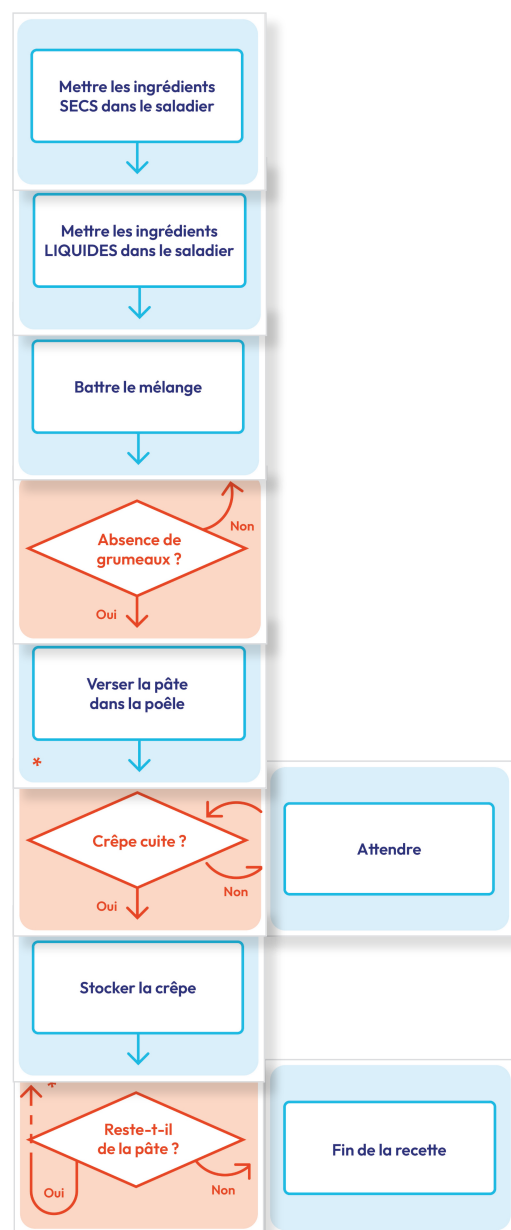 Mettre les ingrédients
SECS dans le saladier
Mettre les ingrédients
LIQUIDES dans le saladier
Battre le mélange
Absence de
grumeaux ?
Non
Oui
Verser la pâte
dans la poêle
*
Crêpe cuite ?
Non
Oui
Attendre
Stocker la crêpe
*
Reste-t-il
de la pâte ?
Oui
Non
Fin de la recette